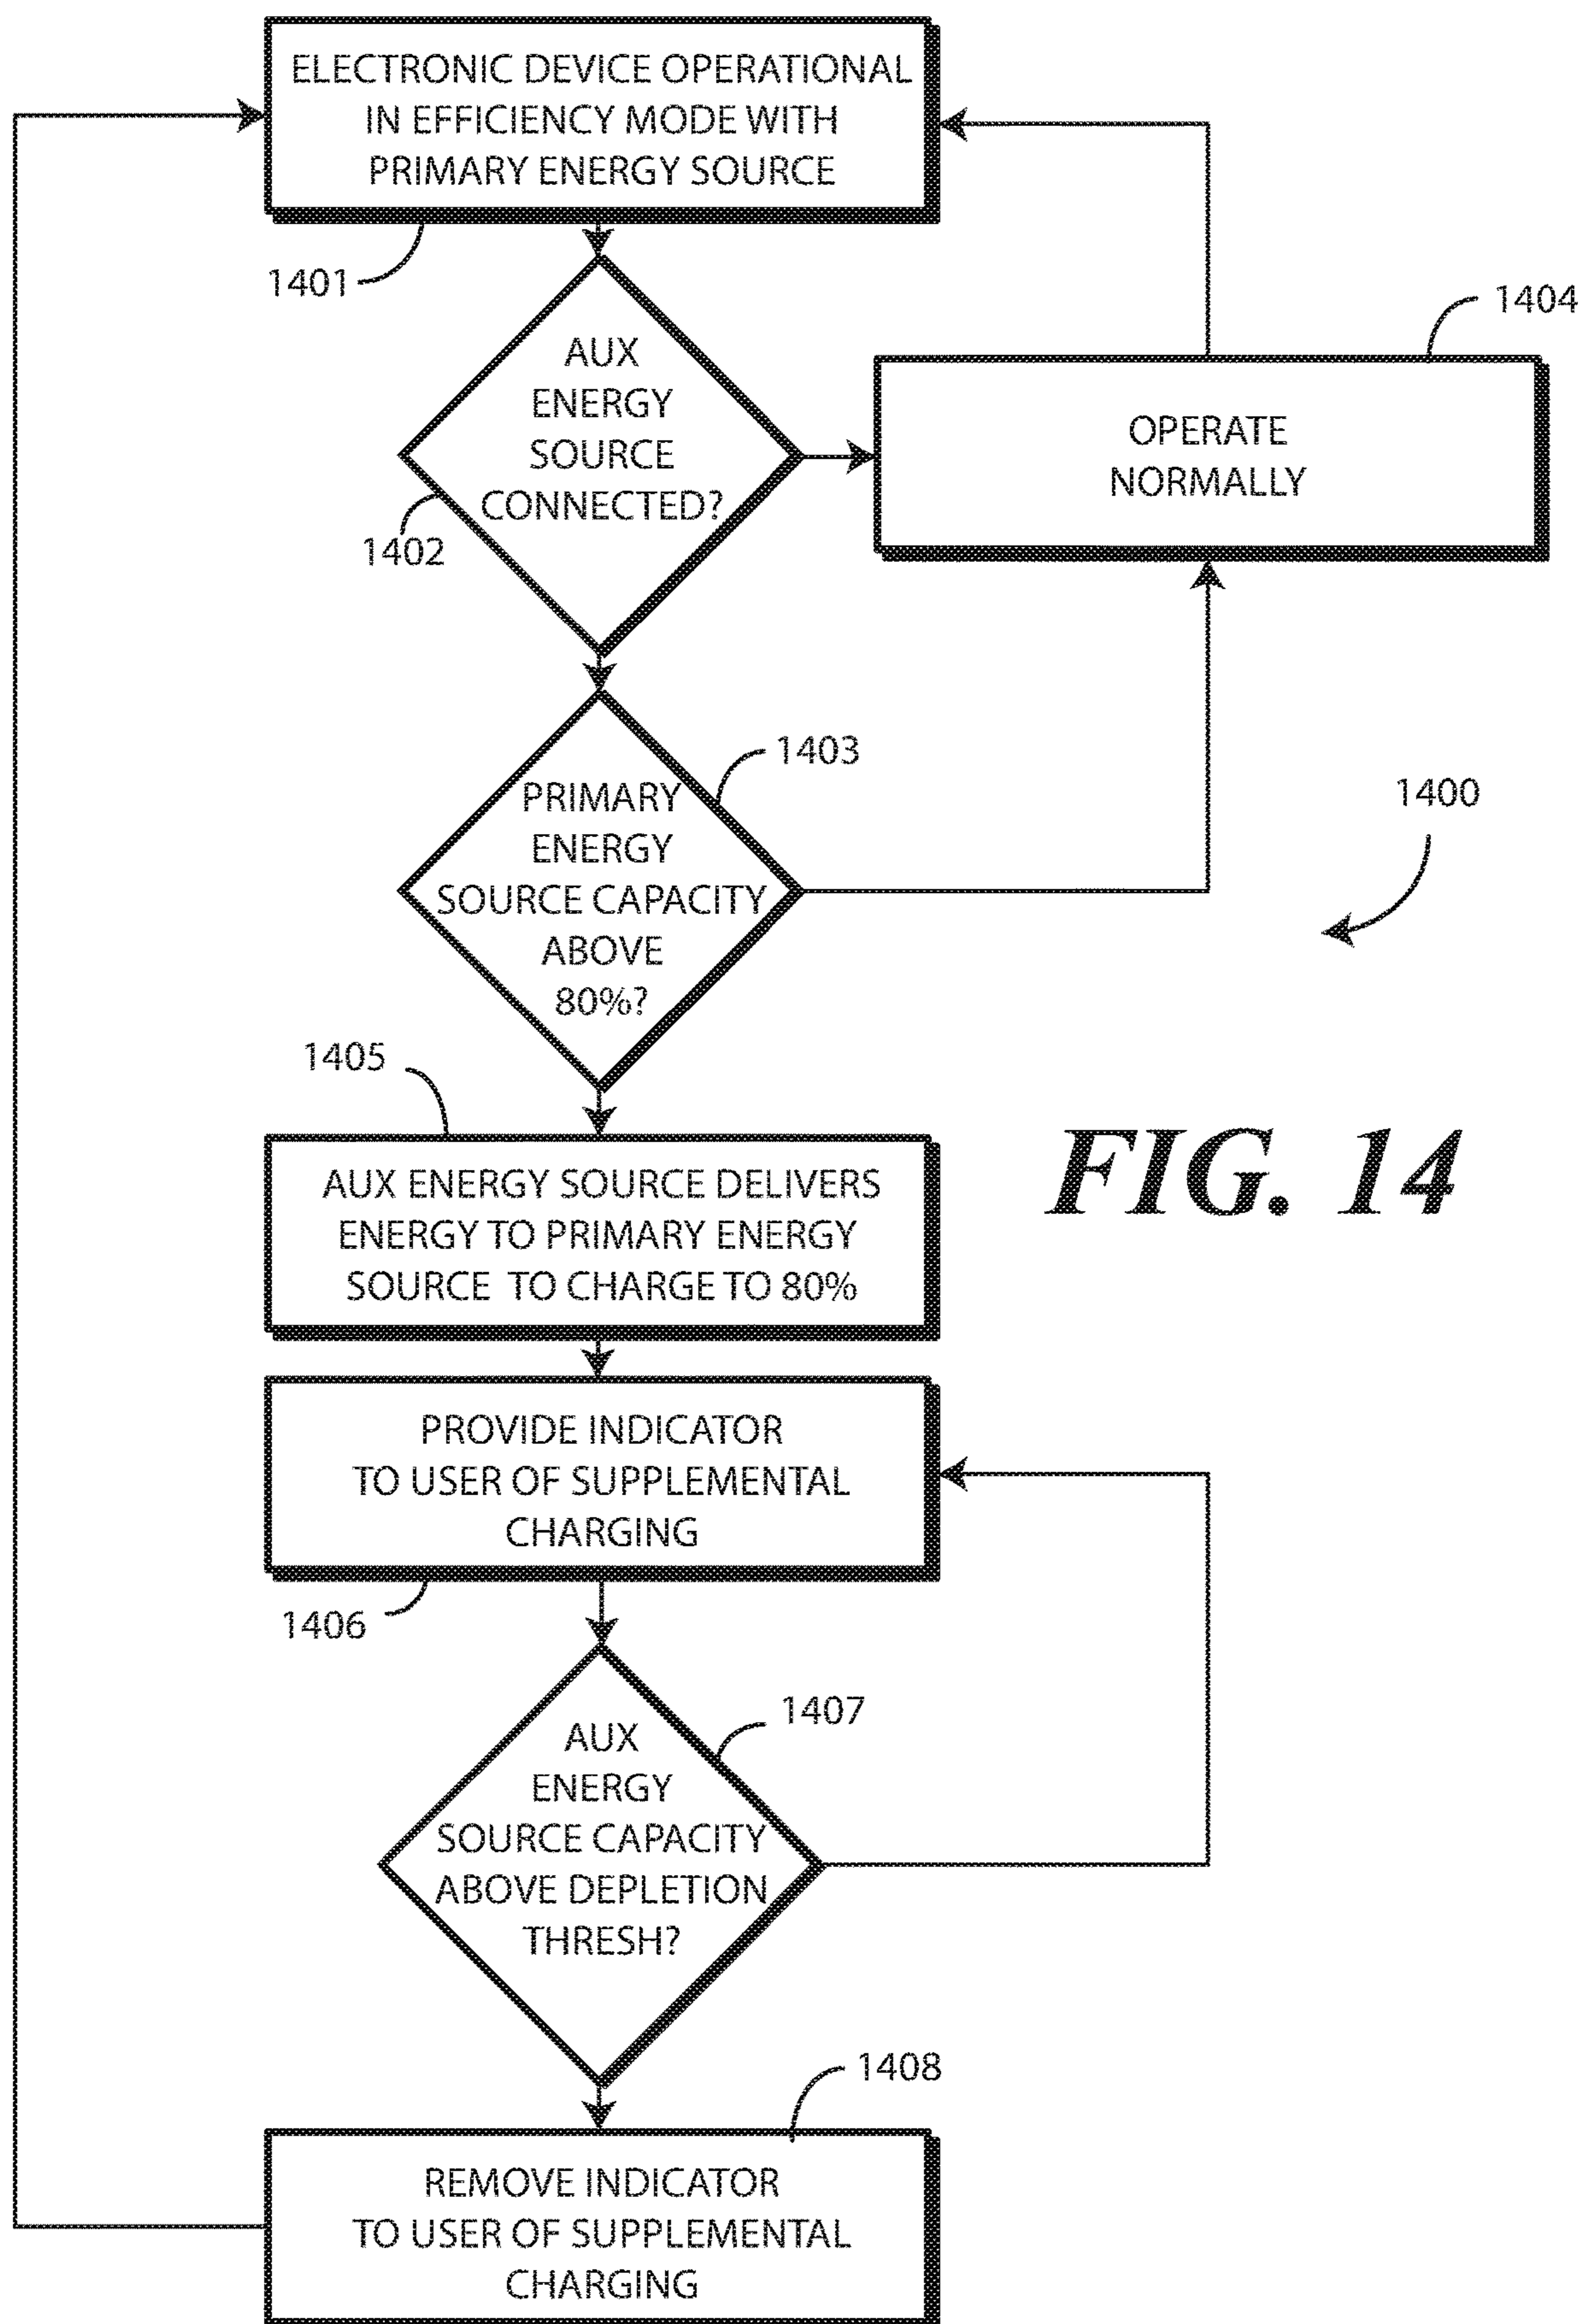 ELECTRONIC DEVICE OPERATIONAL
IN EFFICIENCY MODE WITH
PRIMARY ENERGY SOURCE
1401
1404
AUX
ENERGY
SOURCE
CONNECTED?
1402
OPERATE
NORMALLY
1403
PRIMARY
ENERGY
SOURCE CAPACITY
ABOVE
80%?
1400
1405
AUX ENERGY SOURCE DELIVERS
ENERGY TO PRIMARY ENERGY
SOURCE TO CHARGE TO 80%
FIG. 14
PROVIDE INDICATOR
TO USER OF SUPPLEMENTAL
CHARGING
1406
1407
AUX
ENERGY
SOURCE CAPACITY
ABOVE DEPLETION
THRESH?
1408
REMOVE INDICATOR
TO USER OF SUPPLEMENTAL
CHARGING